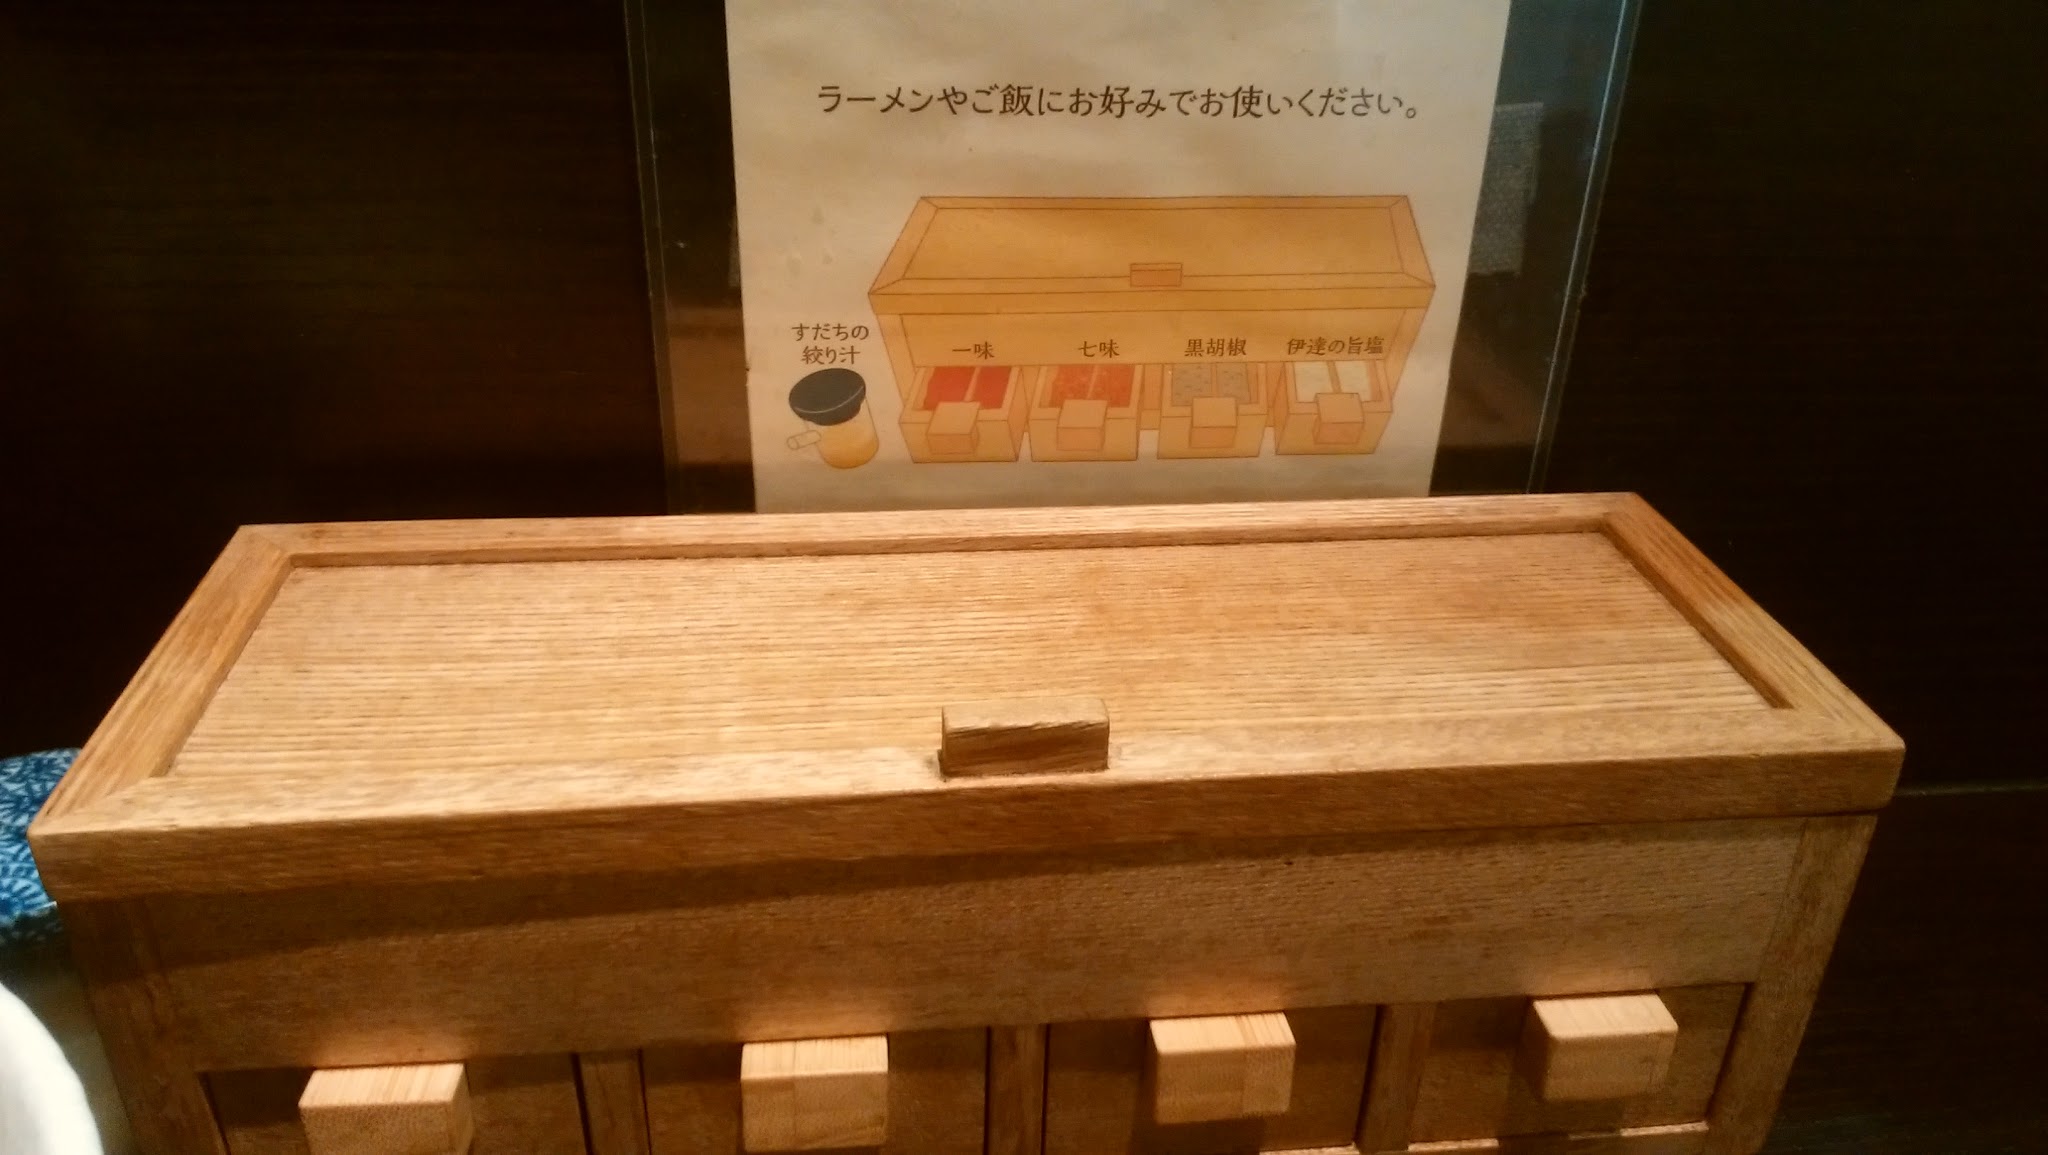 ラーメンやご飯にお好みでお使いください。
すだちの
絞り汁
一味
七味
黒胡椒
伊達の旨塩